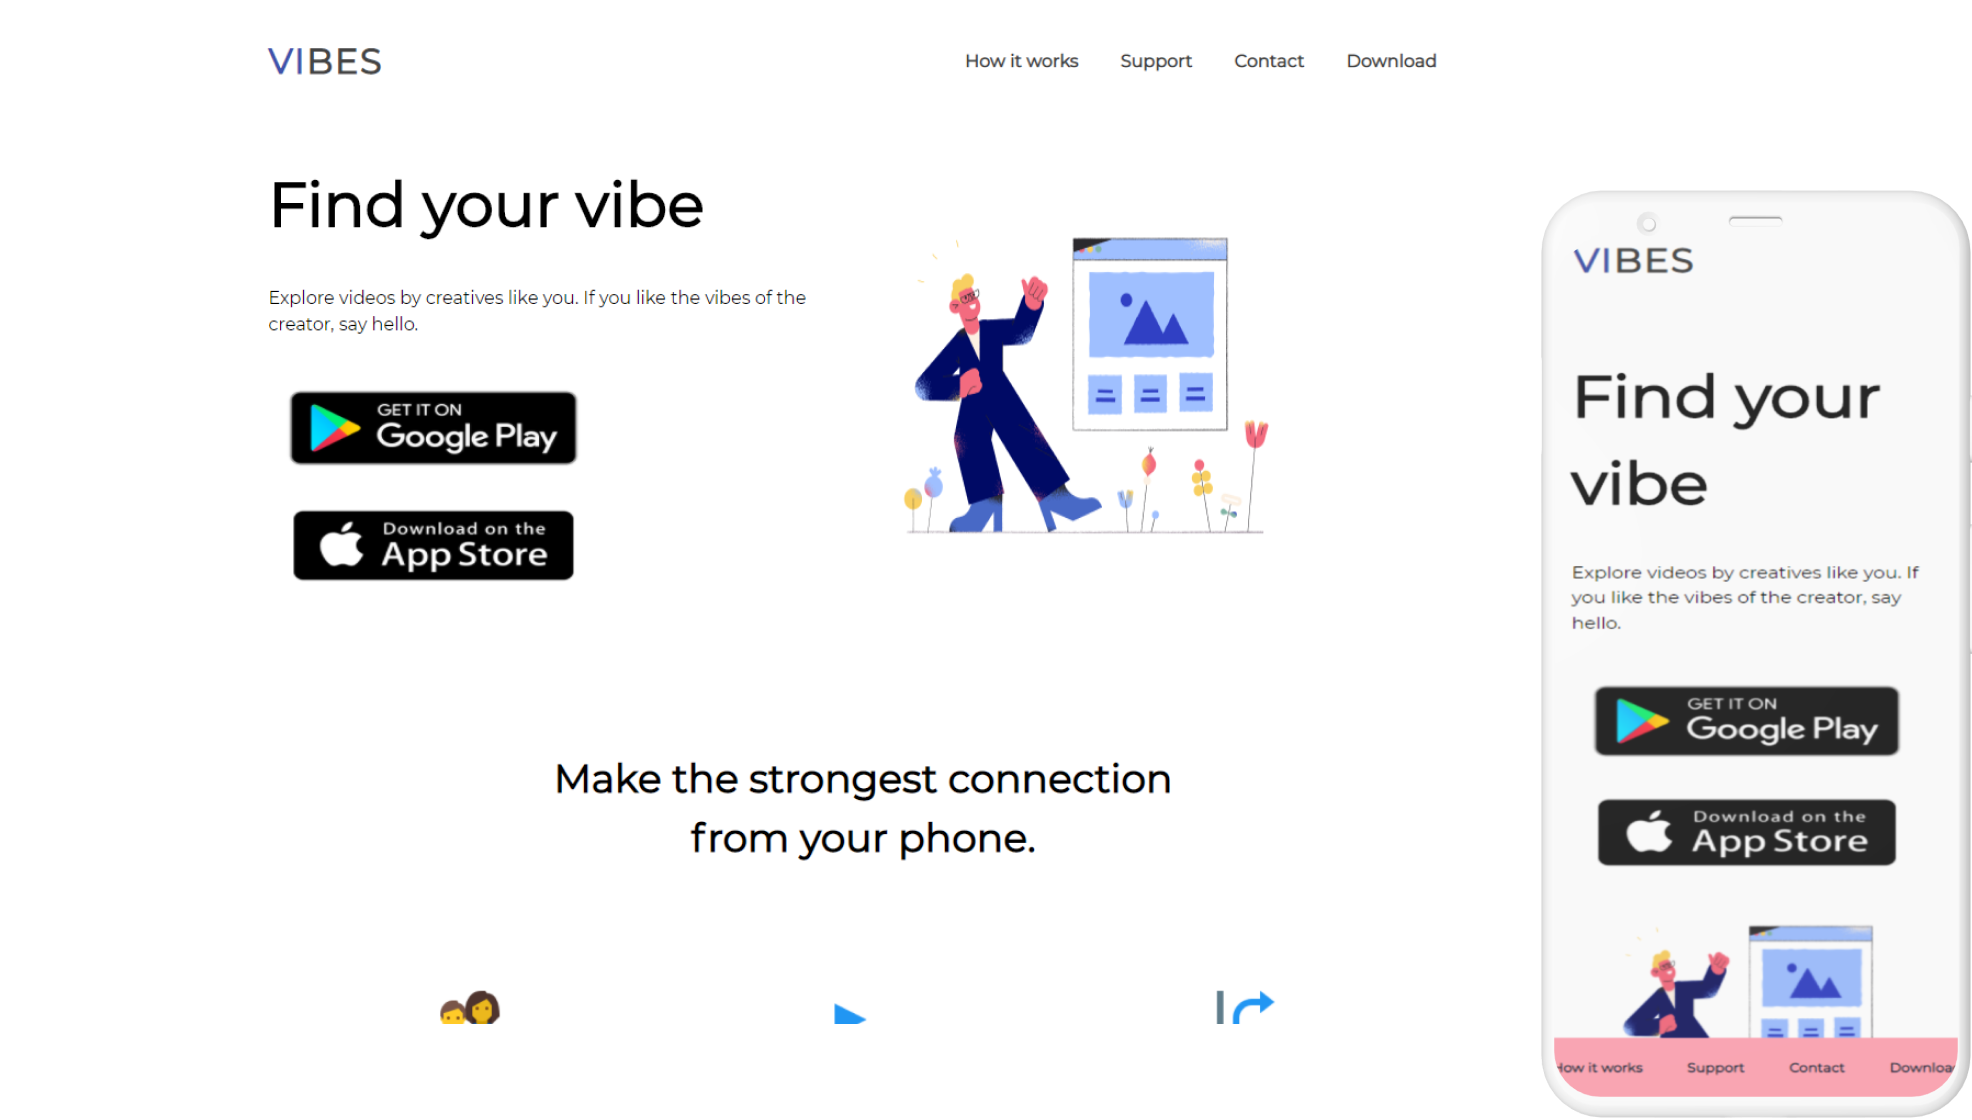 VIBES
How it works Support Contact Download
Find your vibe
Explore videos by creatives like you. If you like the vibes of the
creator, say hello.
GET IT ON
Google Play
Download on the
App Store
Make the strongest connection
from your phone.
VIBES
Find your
vibe
Explore videos by creatives like you. If
you like the vibes of the creator, say
hello.
GET IT ON
Google Play
Download on the
App Store
How it works Support Contact Downloa